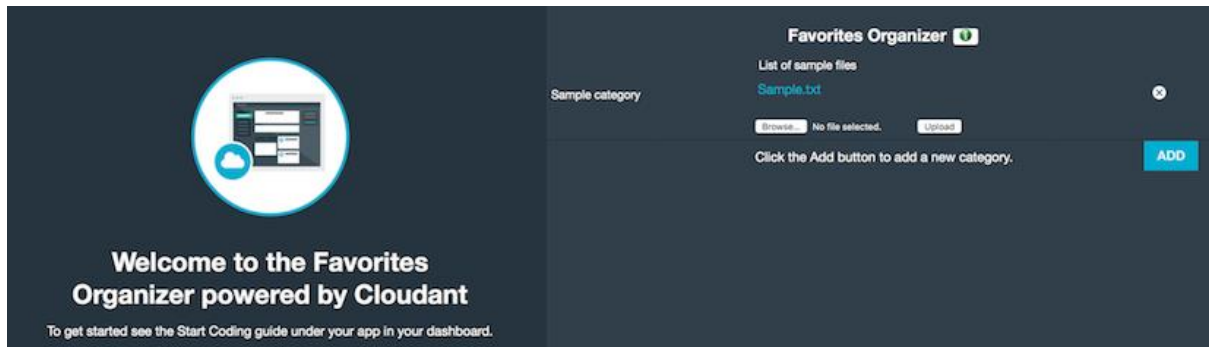 Welcome to the Favorites
Organizer powered by Cloudant
To get started see the Start Coding guide under your app in your dashboard.
Favorites Organizer
List of sample files
Sample category
Sample.txt
Browse... No file selected. Upload
Click the Add button to add a new category.
ADD